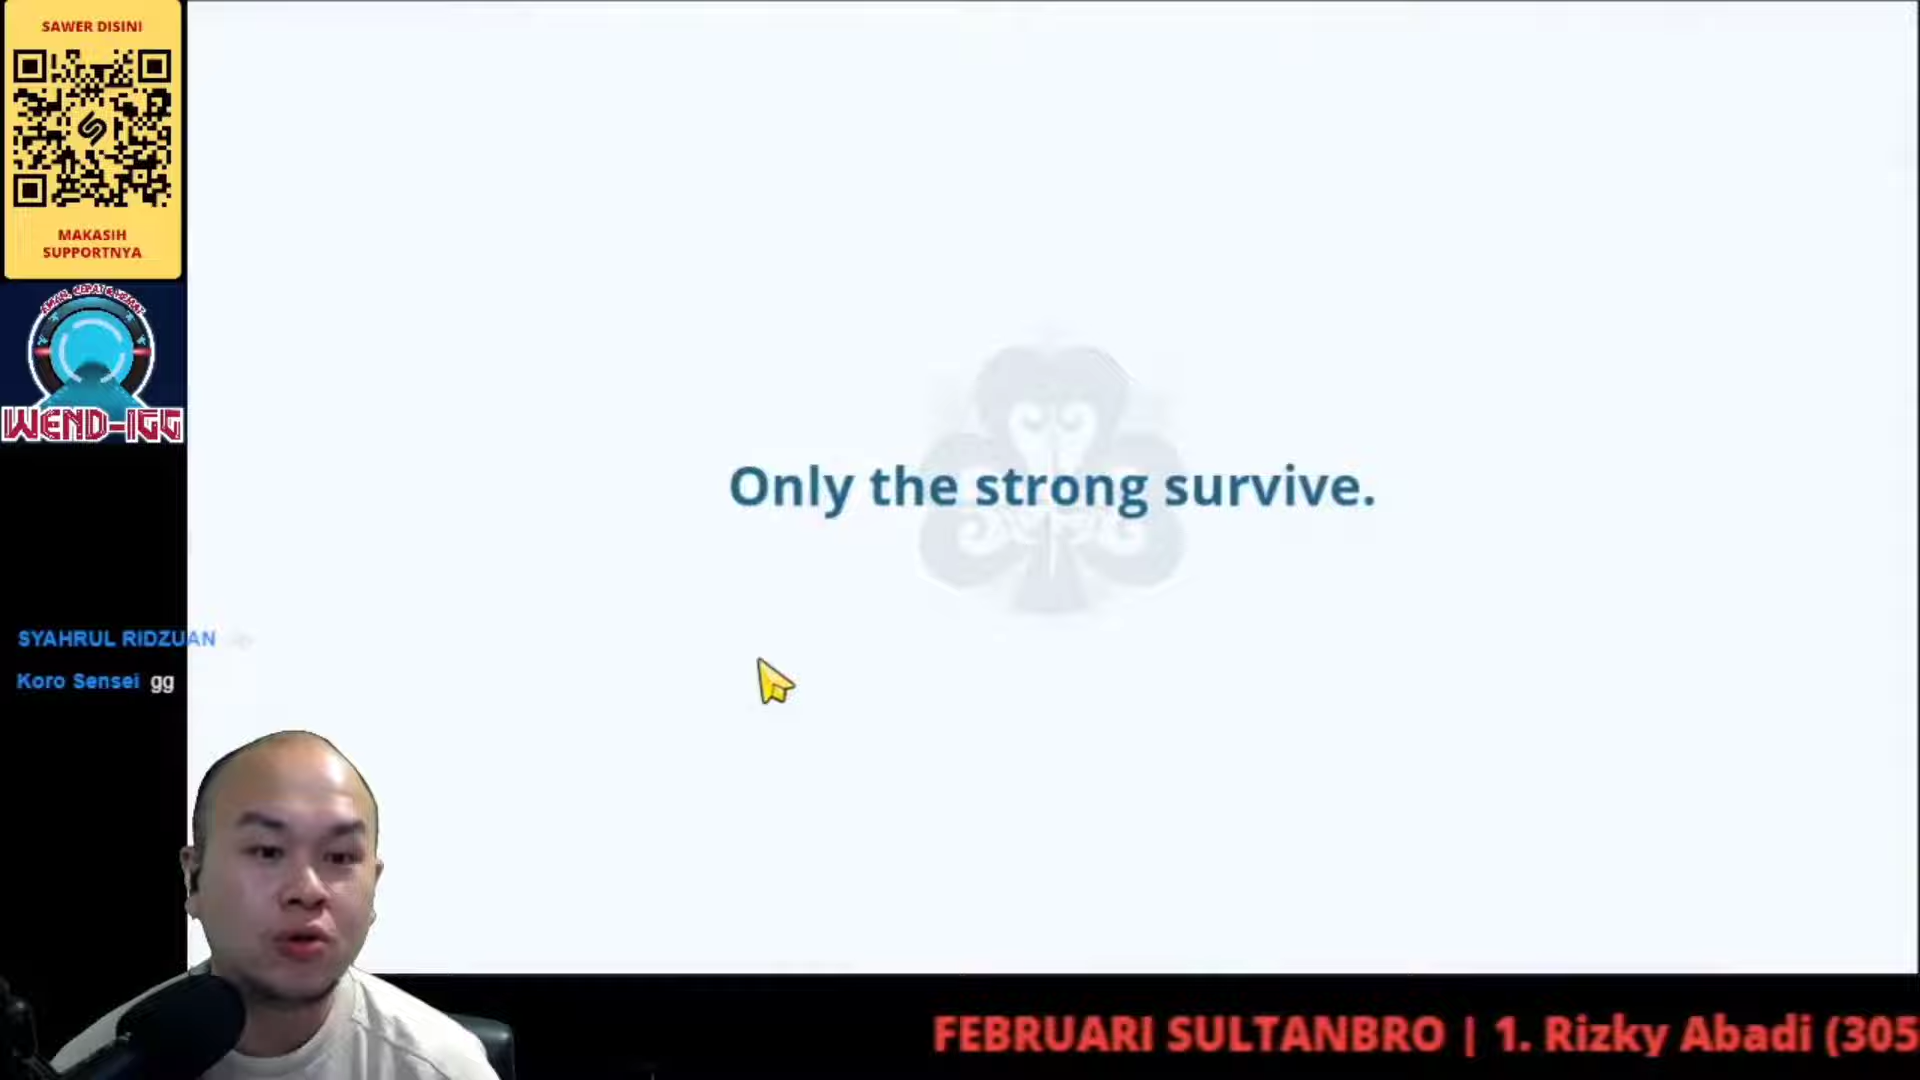 SAWER DISINI
MAKASIH
SUPPORTNYA
WEND-IGG
Only the strong survive.
SYAHRUL RIDZUAN
Koro Sensei gg
FEBRUARI SULTANBRO | 1. Rizky Abadi (305